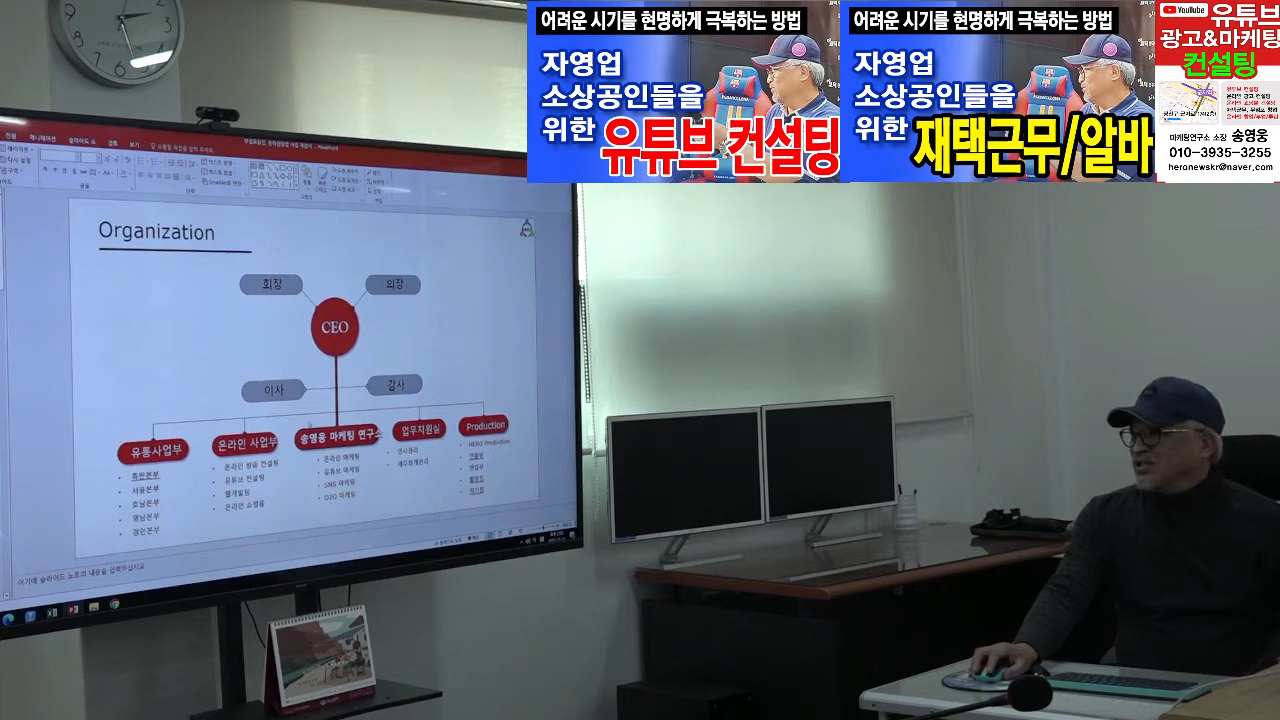 어려운 시기를 현명하게 극복하는 방법
자영업
소상공인들을
위한 유튜브 컨설팅
어려운 시기를 현명하게 극복하는 방법
자영업
소상공인들을
위한 재택근무/알바
YouTube 유튜브
광고&마케팅
컨설팅
마케팅연구소 소장 송영웅
010-3935-3255
heronewskr@naver.com
Organization
회장
의장
CEO
이사
감사
유통사업부
특판본부
서울본부
호남본부
영남본부
경인본부
온라인 사업부
온라인 방송 컨설팅
유튜브 컨설팅
웹개발팀
온라인 쇼핑몰
송영웅 마케팅 연구소
온라인 마케팅
유튜브 마케팅
SNS 마케팅
O2O 마케팅
업무지원실
인사관리
세무회계관리
Production
HERO Production
연출팀
편집부
촬영팀
작가팀
여기에 슬라이드 노트의 내용을 입력하십시오